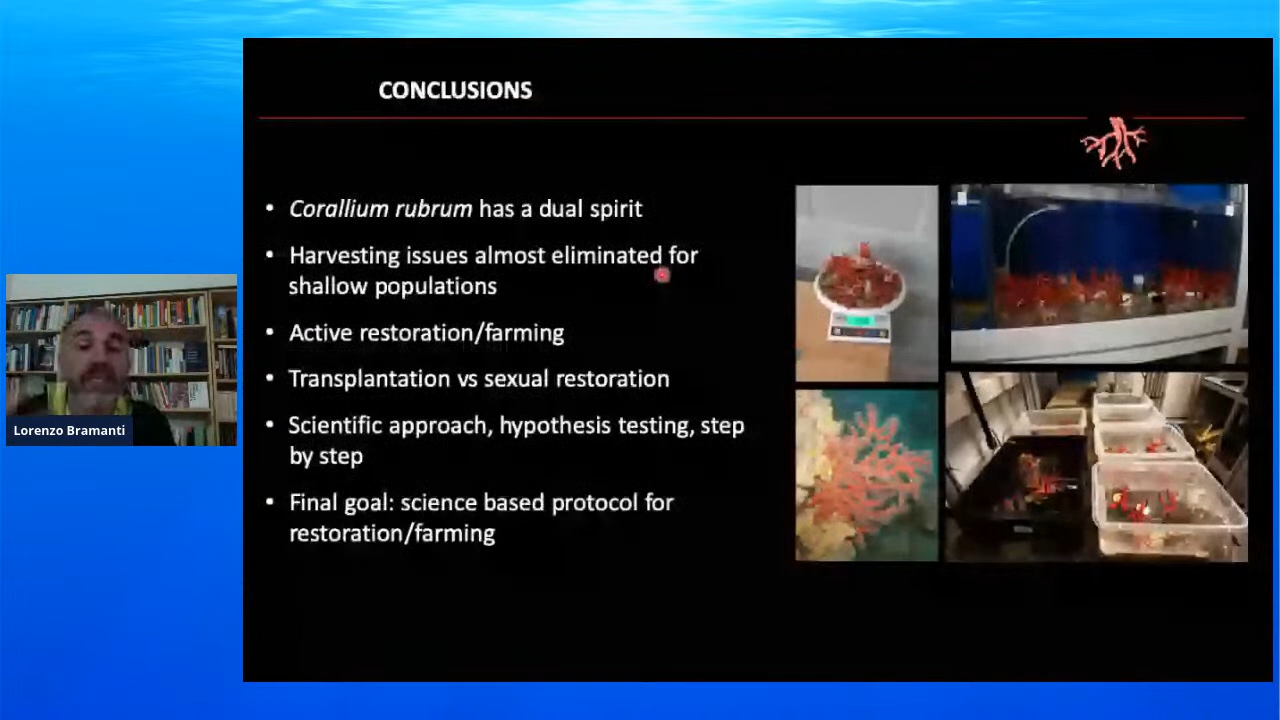 CONCLUSIONS
• Corallium rubrum has a dual spirit
• Harvesting issues almost eliminated for
shallow populations
• Active restoration/farming
• Transplantation vs sexual restoration
• Scientific approach, hypothesis testing, step
by step
• Final goal: science based protocol for
restoration/farming
Lorenzo Bramanti